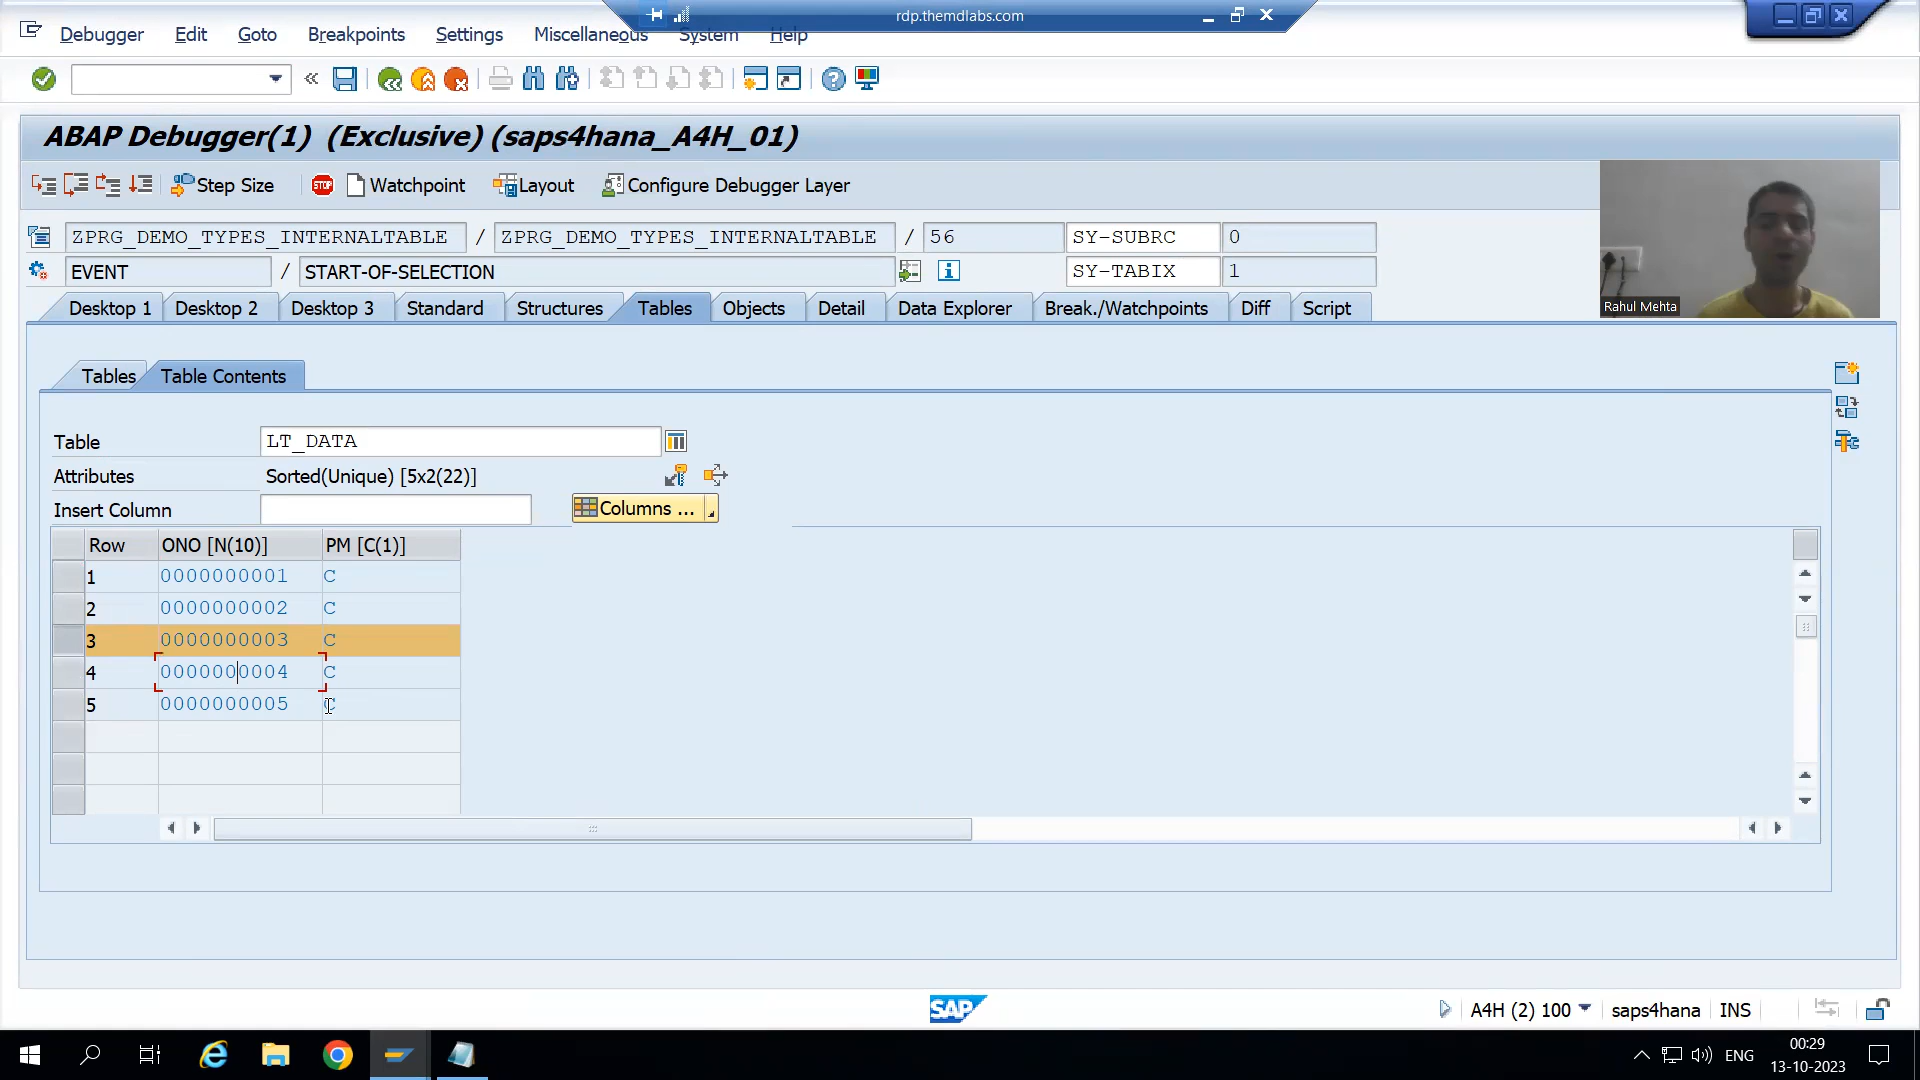 rdp.themdlabs.com
Debugger Edit Goto Breakpoints Settings Miscellaneous System Help
ABAP Debugger(1) (Exclusive) (saps4hana_A4H_01)
Step Size STOP Watchpoint Layout Configure Debugger Layer
ZPRG_DEMO_TYPES_INTERNALTABLE / ZPRG_DEMO_TYPES_INTERNALTABLE / 56 SY-SUBRC 0
EVENT / START-OF-SELECTION SY-TABIX 1
Rahul Mehta
Desktop 1 Desktop 2 Desktop 3 Standard Structures Tables Objects Detail Data Explorer Break./Watchpoints Diff Script
Tables Table Contents
Table LT_DATA
Attributes Sorted(Unique) [5x2(22)]
Insert Column Columns ...
Row ONO [N(10)] PM [C(1)]
1 0000000001 C
2 0000000002 C
3 0000000003 C
4 0000000004 C
5 0000000005 C
SAP A4H (2) 100 saps4hana INS
ENG 00:29
13-10-2023